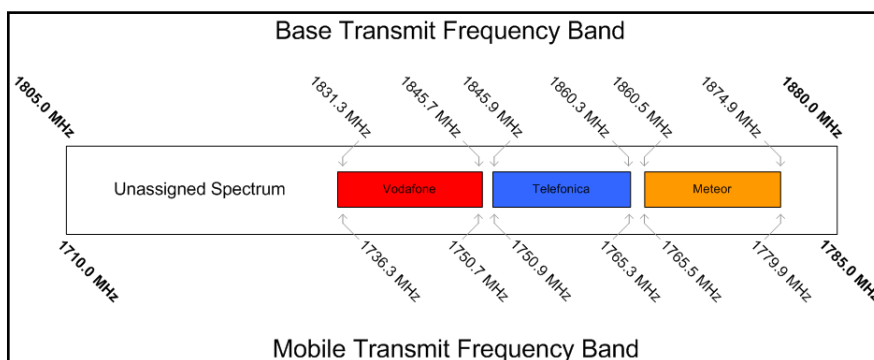 Base Transmit Frequency Band
1805.0 MHz
1831.3 MHz
1845.7 MHz
1845.9 MHz
1860.3 MHz
1860.5 MHz
1874.9 MHz
1880.0 MHz
Unassigned Spectrum
Vodafone
Telefonica
Meteor
1710.0 MHz
1736.3 MHz
1750.7 MHz
1750.9 MHz
1765.3 MHz
1765.5 MHz
1779.9 MHz
1785.0 MHz
Mobile Transmit Frequency Band